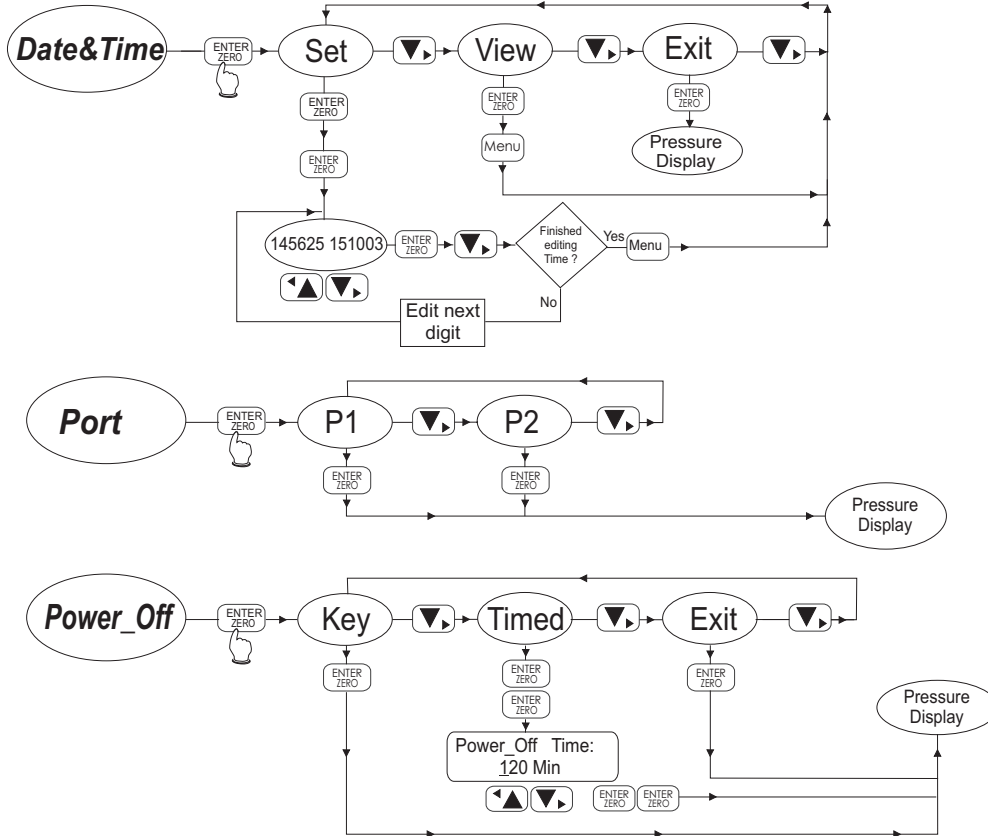 Date&Time
ENTER
ZERO
Set
View
Exit
ENTER
ZERO
ENTER
ZERO
ENTER
ZERO
Menu
Pressure
Display
ENTER
ZERO
145625 151003
ENTER
ZERO
Finished
editing
Time ?
Yes
Menu
No
Edit next
digit
Port
ENTER
ZERO
P1
P2
ENTER
ZERO
ENTER
ZERO
Pressure
Display
Power_Off
ENTER
ZERO
Key
Timed
Exit
ENTER
ZERO
ENTER
ZERO
ENTER
ZERO
ENTER
ZERO
Pressure
Display
Power_Off Time:
120 Min
ENTER
ZERO
ENTER
ZERO